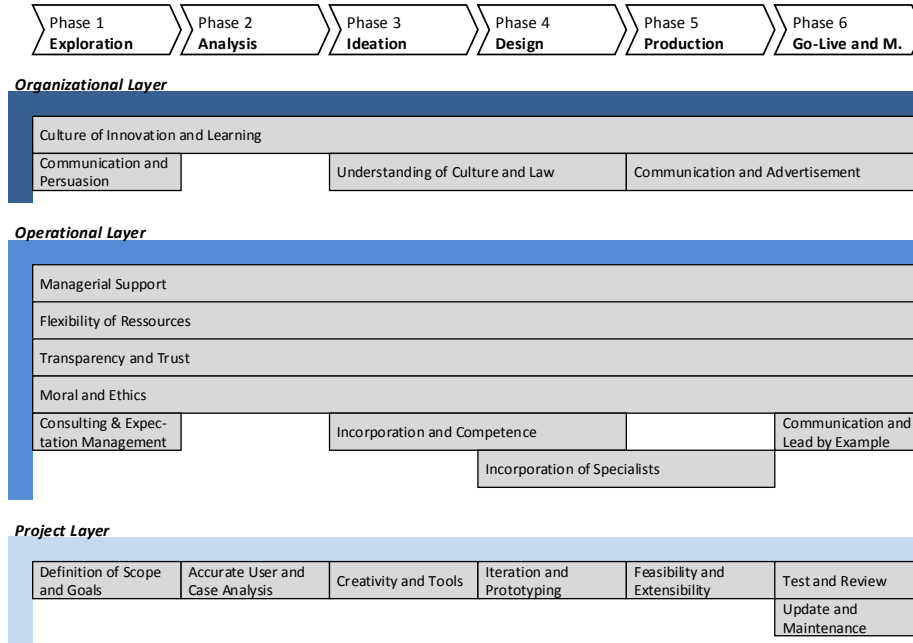 Phase 1
Exploration
Phase 2
Analysis
Phase 3
Ideation
Phase 4
Design
Phase 5
Production
Phase 6
Go-Live and M.
Organizational Layer
Culture of Innovation and Learning
Communication and
Persuasion
Understanding of Culture and Law
Communication and Advertisement
Operational Layer
Managerial Support
Flexibility of Ressources
Transparency and Trust
Moral and Ethics
Consulting & Expec-
tation Management
Incorporation and Competence
Communication and
Lead by Example
Incorporation of Specialists
Project Layer
Definition of Scope
and Goals
Accurate User and
Case Analysis
Creativity and Tools
Iteration and
Prototyping
Feasibility and
Extensibility
Test and Review
Update and
Maintenance